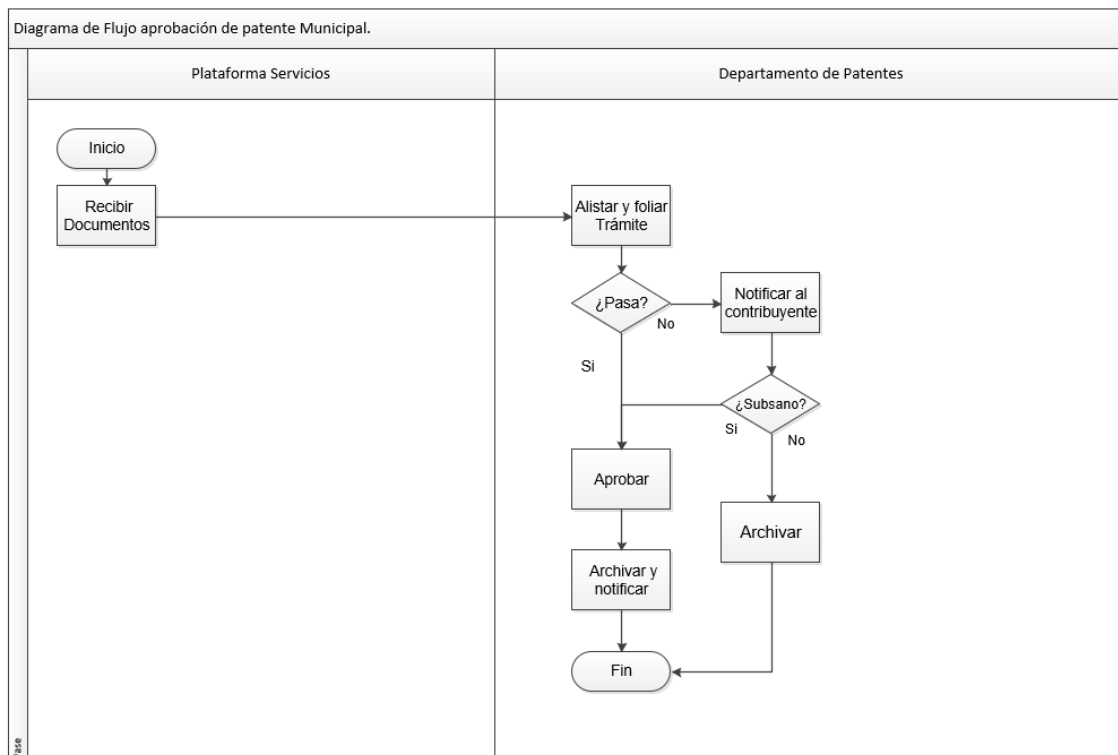 Diagrama de Flujo aprobación de patente Municipal.
Plataforma Servicios
Departamento de Patentes
Inicio
Recibir
Documentos
Alistar y foliar
Trámite
¿Pasa?
No
Notificar al
contribuyente
Si
¿Subsano?
Si
No
Aprobar
Archivar
Archivar y
notificar
Fin